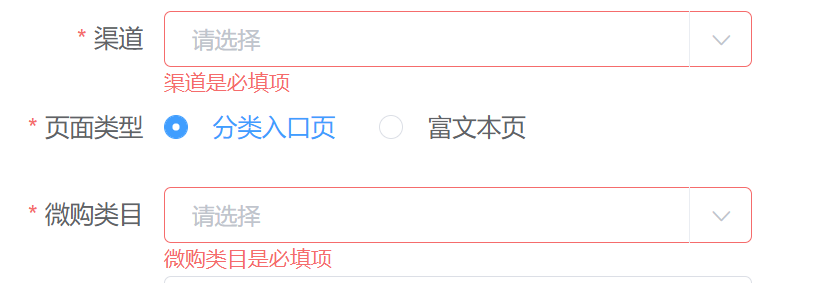 * 渠道 请选择
渠道是必填项
* 页面类型 分类入口页 富文本页
* 微购类目 请选择
微购类目是必填项